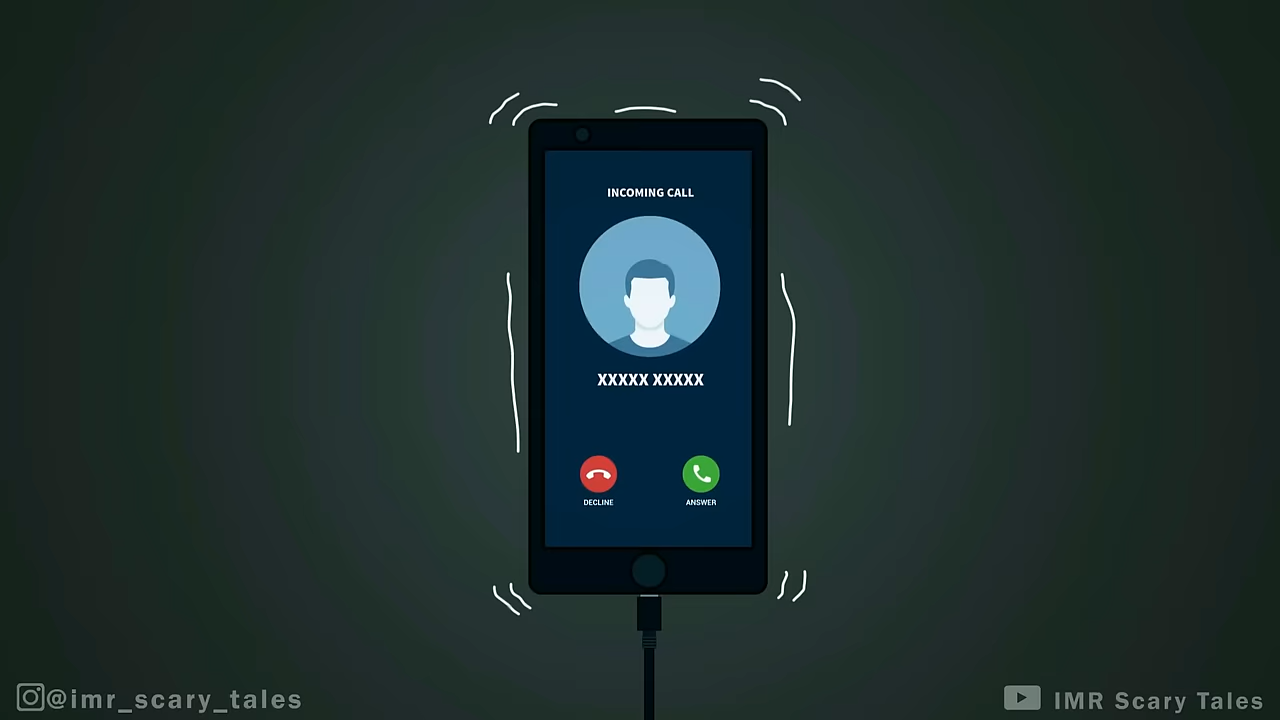 INCOMING CALL
XXXXX XXXXX
DECLINE
ANSWER
@imr_scary_tales
IMR Scary Tales